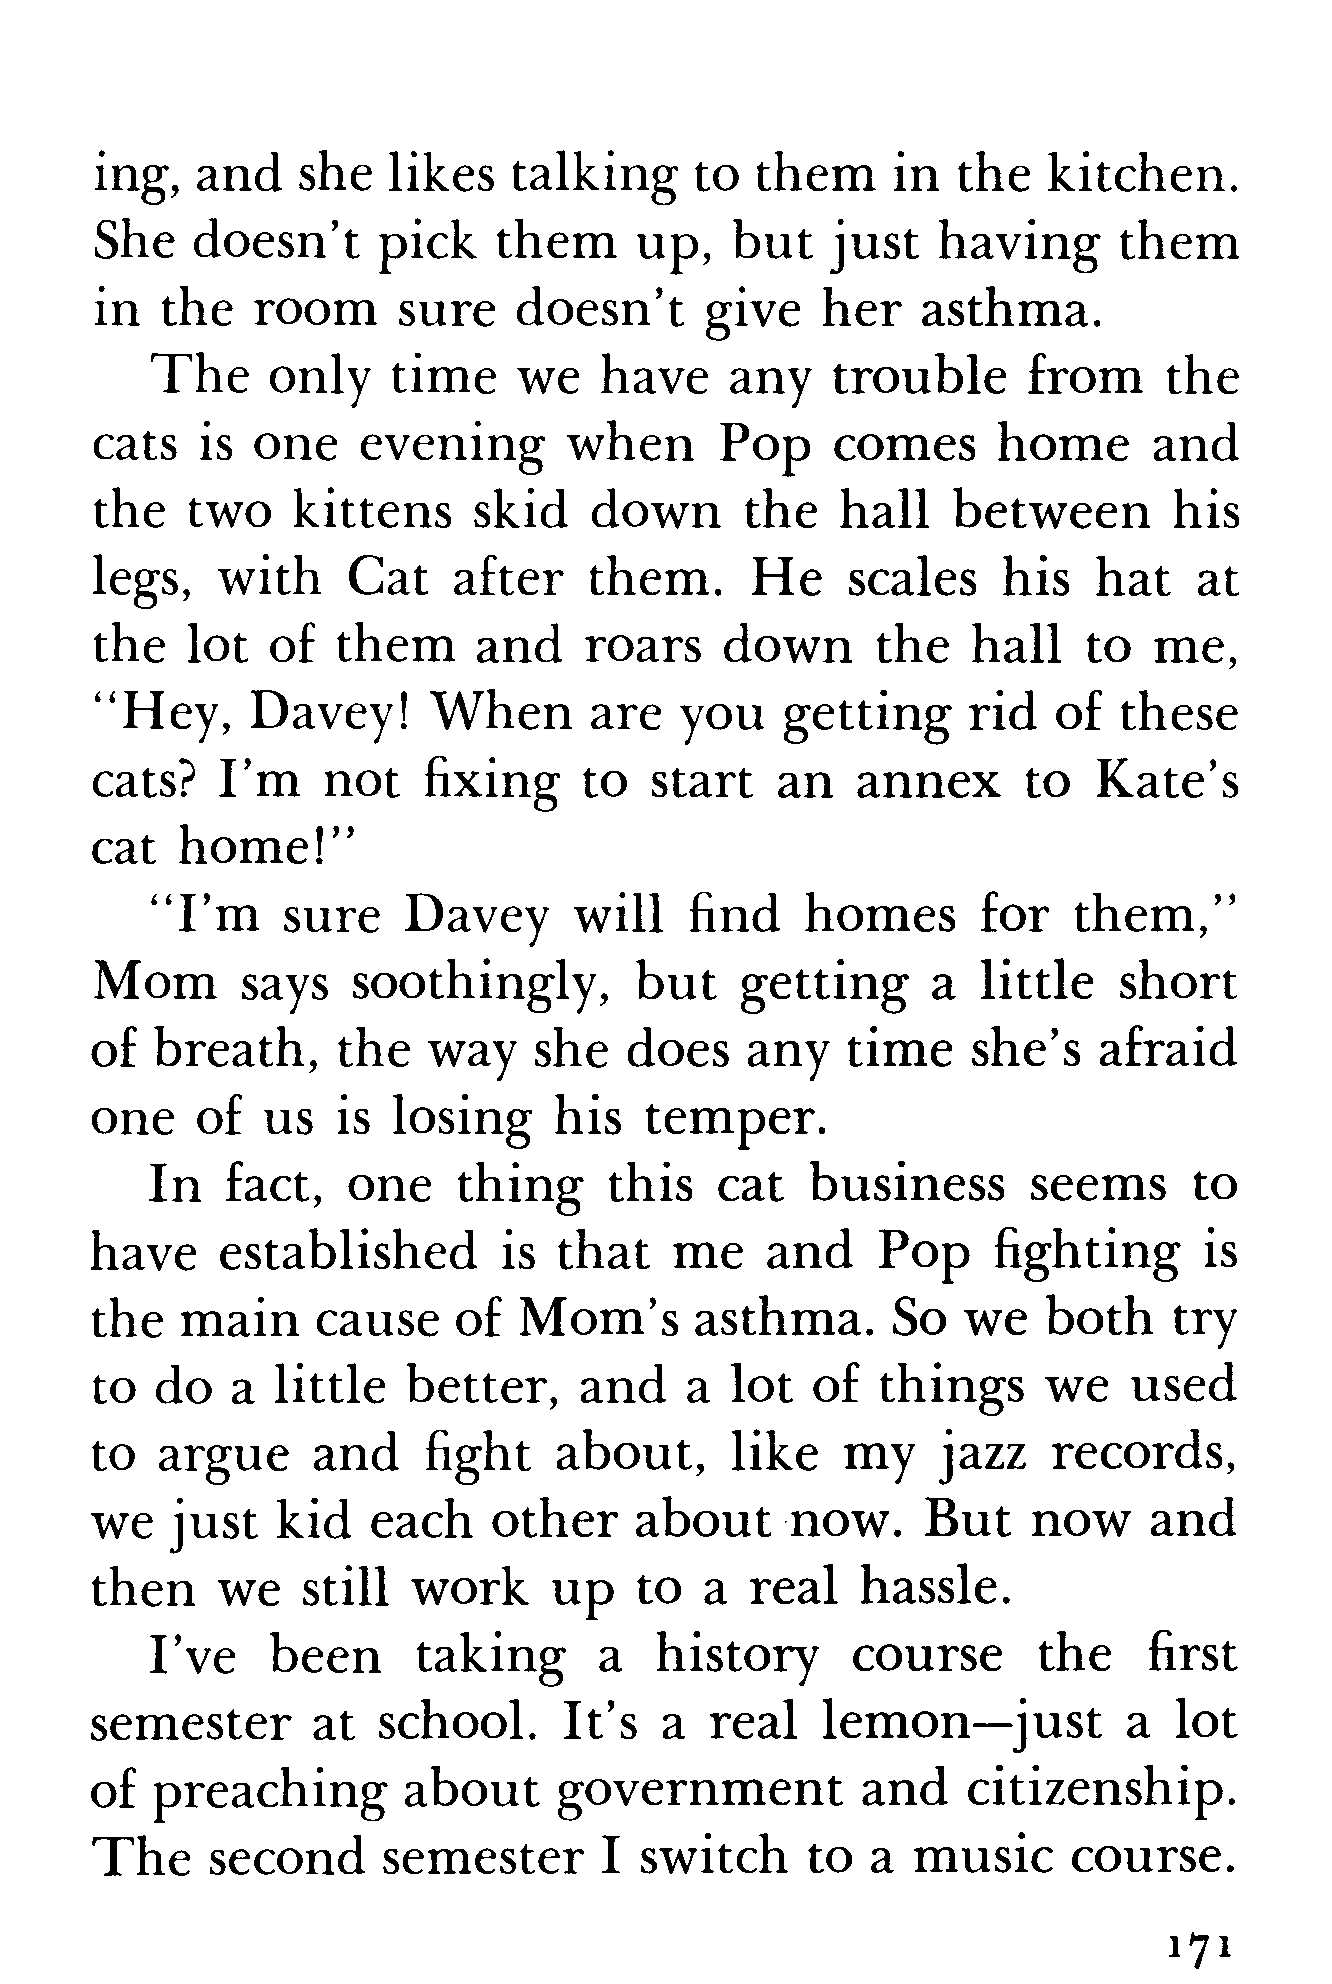 ing, and she likes talking to them in the kitchen.
She doesn't pick them up, but just having them
in the room sure doesn't give her asthma.
The only time we have any trouble from the
cats is one evening when Pop comes home and
the two kittens skid down the hall between his
legs, with Cat after them. He scales his hat at
the lot of them and roars down the hall to me,
"Hey, Davey! When are you getting rid of these
cats? I'm not fixing to start an annex to Kate's
cat home!"
"I'm sure Davey will find homes for them,"
Mom says soothingly, but getting a little short
of breath, the way she does any time she's afraid
one of us is losing his temper.
In fact, one thing this cat business seems to
have established is that me and Pop fighting is
the main cause of Mom's asthma. So we both try
to do a little better, and a lot of things we used
to argue and fight about, like my jazz records,
we just kid each other about now. But now and
then we still work up to a real hassle.
I've been taking a history course the first
semester at school. It's a real lemon—just a lot
of preaching about government and citizenship.
The second semester I switch to a music course.
171